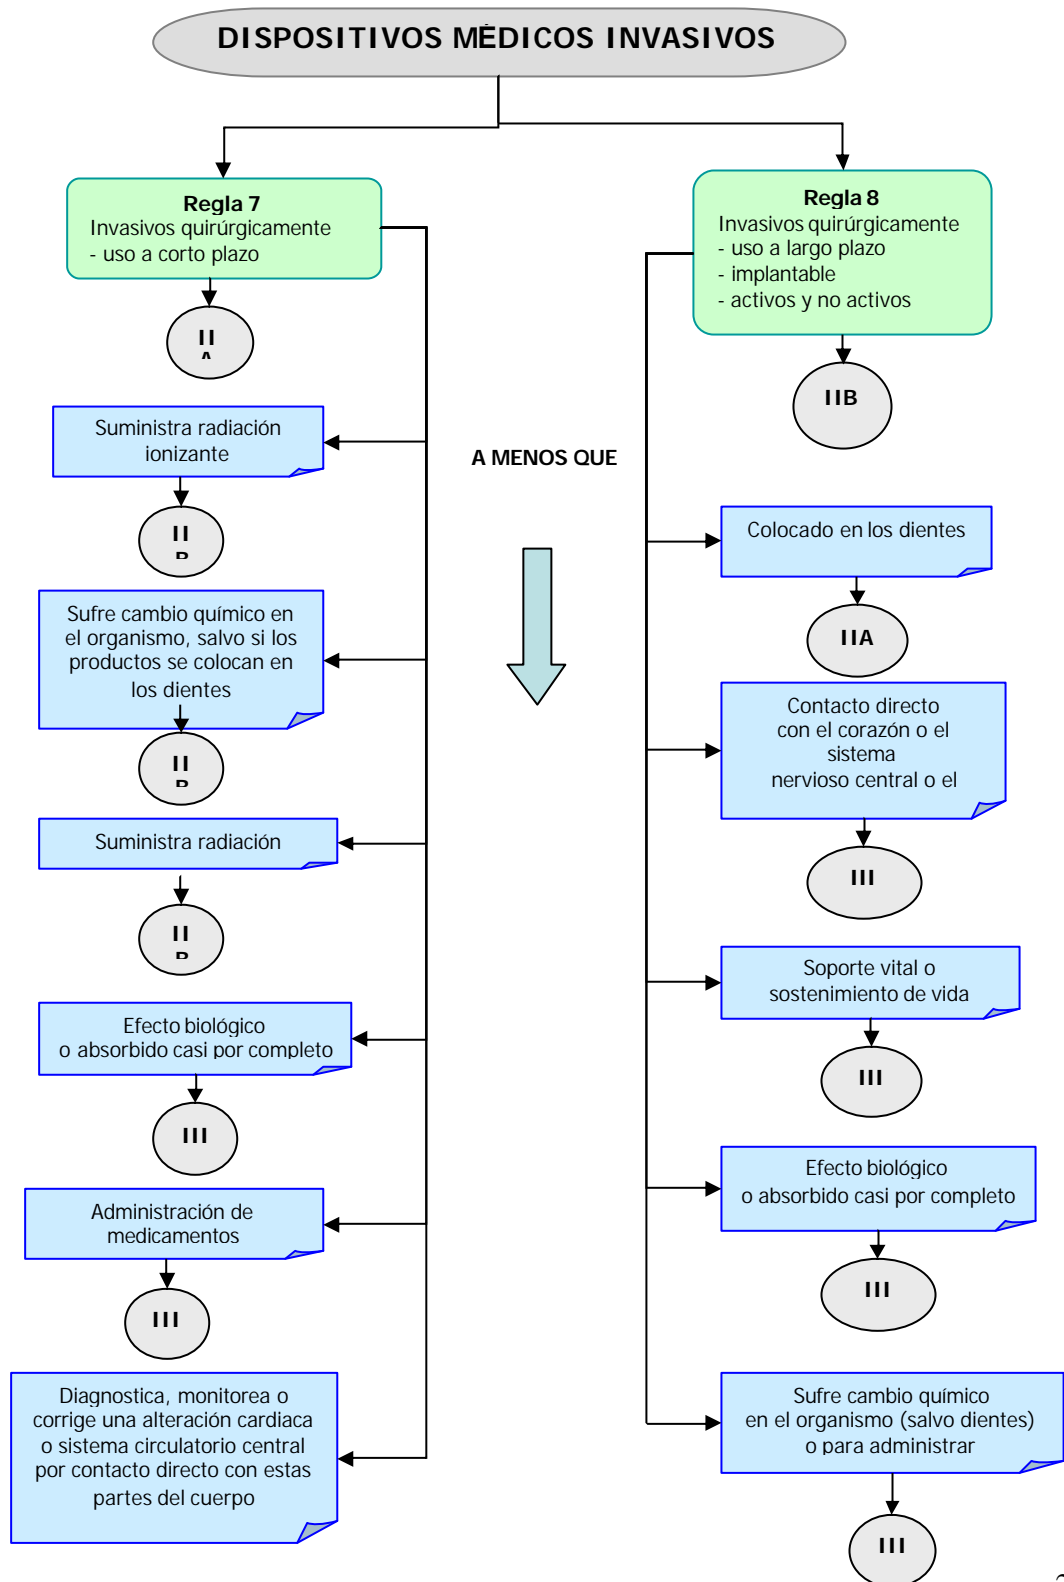 DISPOSITIVOS MÉDICOS INVASIVOS
Regla 7
Invasivos quirúrgicamente
- uso a corto plazo
II
A
Suministra radiación
ionizante
II
B
Sufre cambio químico en
el organismo, salvo si los
productos se colocan en
los dientes
II
B
Suministra radiación
II
B
Efecto biológico
o absorbido casi por completo
III
Administración de
medicamentos
III
Diagnostica, monitorea o
corrige una alteración cardiaca
o sistema circulatorio central
por contacto directo con estas
partes del cuerpo
A MENOS QUE
Regla 8
Invasivos quirúrgicamente
- uso a largo plazo
- implantable
- activos y no activos
IIB
Colocado en los dientes
IIA
Contacto directo
con el corazón o el
sistema
nervioso central o el
III
Soporte vital o
sostenimiento de vida
III
Efecto biológico
o absorbido casi por completo
III
Sufre cambio químico
en el organismo (salvo dientes)
o para administrar
III